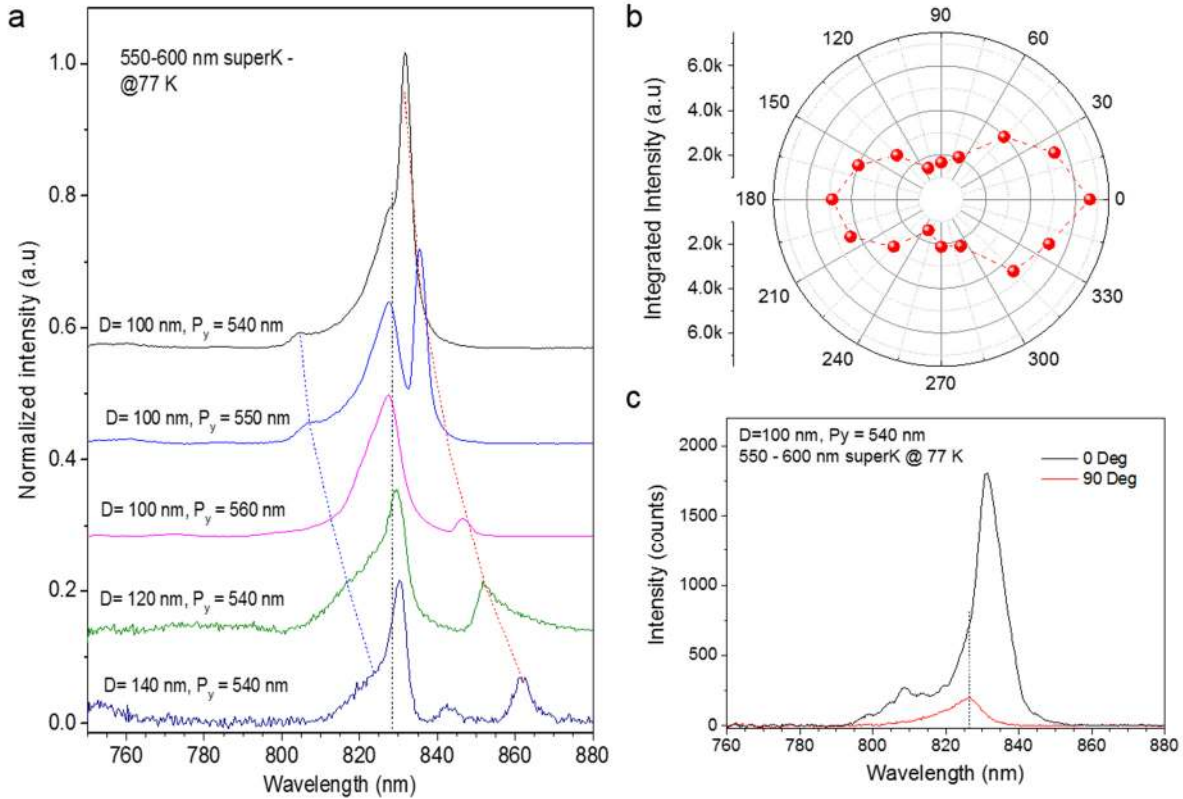 a
550-600 nm superK -
@77 K
D= 100 nm, Py = 540 nm
D= 100 nm, Py = 550 nm
D= 100 nm, Py = 560 nm
D= 120 nm, Py = 540 nm
D= 140 nm, Py = 540 nm
1.0
0.8
0.6
0.4
0.2
0.0
Normalized intensity (a.u)
760 780 800 820 840 860 880
Wavelength (nm)
b
90
120 60
150 30
180 0
210 330
240 300
270
6.0k
4.0k
2.0k
2.0k
4.0k
6.0k
Integrated Intensity (a.u)
c
D=100 nm, Py = 540 nm
550 - 600 nm superK @ 77 K
0 Deg
90 Deg
2000
1500
1000
500
0
Intensity (counts)
760 780 800 820 840 860 880
Wavelength (nm)